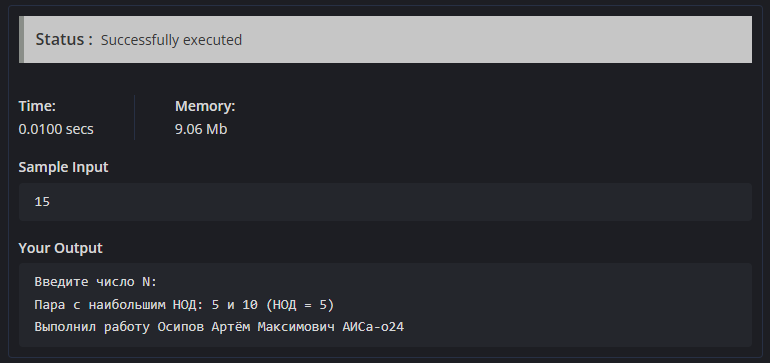 Status : Successfully executed
Time:
0.0100 secs
Memory:
9.06 Mb
Sample Input
15
Your Output
Введите число N:
Пара с наибольшим НОД: 5 и 10 (НОД = 5)
Выполнил работу Осипов Артём Максимович АИСа-о24